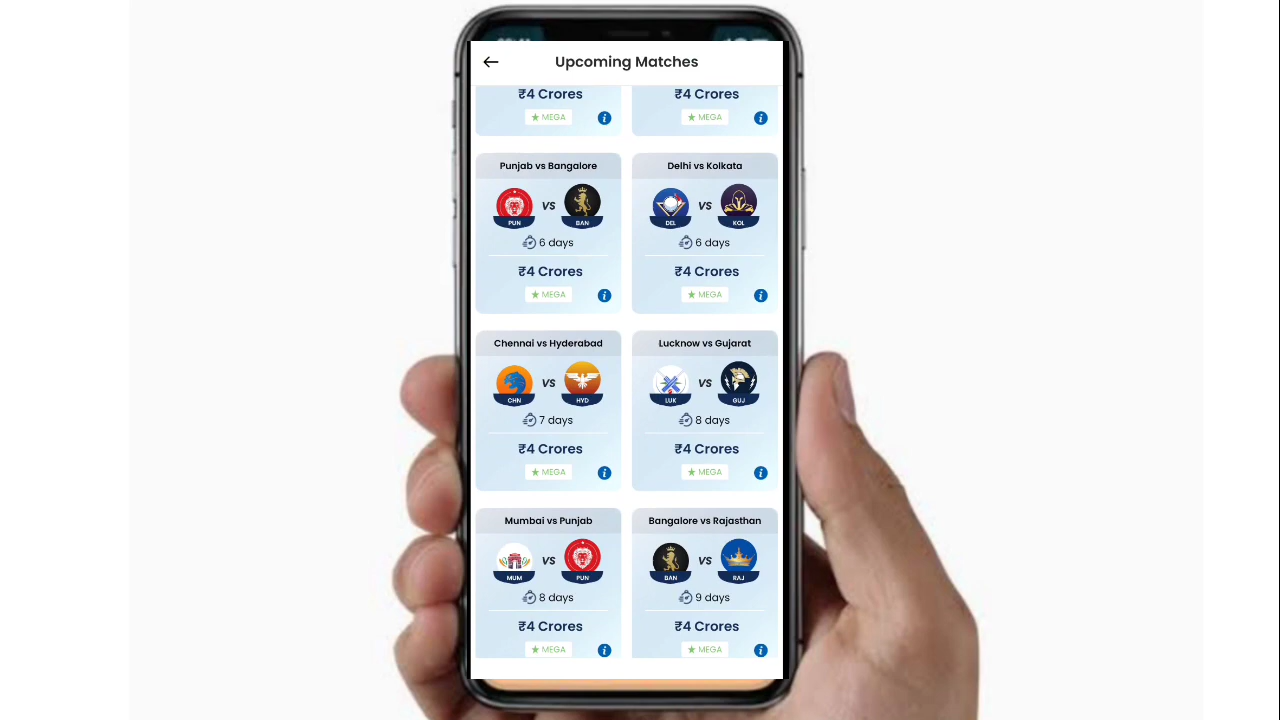 Upcoming Matches
₹4 Crores ₹4 Crores
★ MEGA i ★ MEGA i
Punjab vs Bangalore Delhi vs Kolkata
VS VS
PUN BAN DEL KOL
6 days 6 days
₹4 Crores ₹4 Crores
★ MEGA i ★ MEGA i
Chennai vs Hyderabad Lucknow vs Gujarat
VS VS
CHN HYD LUK GUJ
7 days 8 days
₹4 Crores ₹4 Crores
★ MEGA i ★ MEGA i
Mumbai vs Punjab Bangalore vs Rajasthan
VS VS
MUM PUN BAN RAJ
8 days 9 days
₹4 Crores ₹4 Crores
★ MEGA i ★ MEGA i